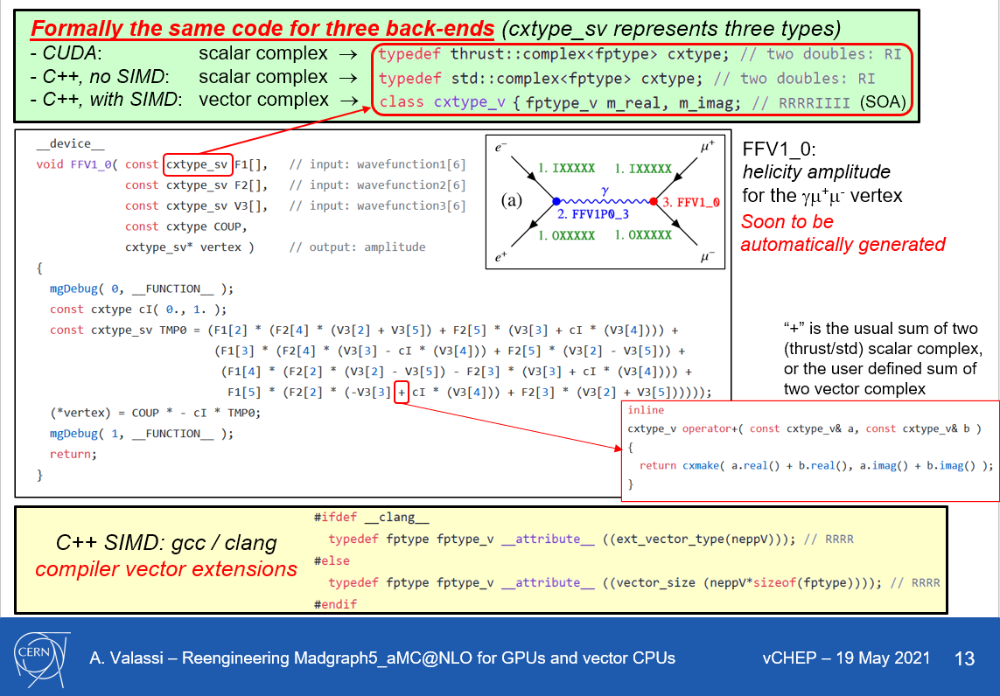 Formally the same code for three back-ends (cxtype_sv represents three types)
- CUDA: scalar complex → typedef thrust::complex<fptype> cxtype; // two doubles: RI
- C++, no SIMD: scalar complex → typedef std::complex<fptype> cxtype; // two doubles: RI
- C++, with SIMD: vector complex → class cxtype_v { fptype_v m_real, m_imag; // RRRRIIII (SOA)
__device__
void FFV1_0( const cxtype_sv F1[], // input: wavefunction1[6]
const cxtype_sv F2[], // input: wavefunction2[6]
const cxtype_sv V3[], // input: wavefunction3[6]
const cxtype COUP,
cxtype_sv* vertex ) // output: amplitude
{
mgDebug( 0, __FUNCTION__ );
const cxtype cI( 0., 1. );
const cxtype_sv TMP0 = (F1[2] * (F2[4] * (V3[2] + V3[5]) + F2[5] * (V3[3] + cI * (V3[4]))) +
(F1[3] * (F2[4] * (V3[3] - cI * (V3[4])) + F2[5] * (V3[2] - V3[5])) +
(F1[4] * (F2[2] * (V3[2] - V3[5]) - F2[3] * (V3[3] + cI * (V3[4]))) +
F1[5] * (F2[2] * (-V3[3] + cI * (V3[4])) + F2[3] * (V3[2] + V3[5])))));
(*vertex) = COUP * - cI * TMP0;
mgDebug( 1, __FUNCTION__ );
return;
}
e⁻ μ⁺
1. IXXXXX 1. IXXXXX
(a) γ 3. FFV1_0
2. FFV1P0_3
1. OXXXXX 1. OXXXXX
e⁺ μ⁻
FFV1_0:
helicity amplitude
for the γμ⁺μ⁻ vertex
Soon to be
automatically generated
“+” is the usual sum of two
(thrust/std) scalar complex,
or the user defined sum of
two vector complex
inline
cxtype_v operator+( const cxtype_v& a, const cxtype_v& b )
{
return cxmake( a.real() + b.real(), a.imag() + b.imag() );
}
C++ SIMD: gcc / clang
compiler vector extensions
#ifdef __clang__
typedef fptype fptype_v __attribute__ ((ext_vector_type(neppV))); // RRRR
#else
typedef fptype fptype_v __attribute__ ((vector_size (neppV*sizeof(fptype)))); // RRRR
#endif
CERN
A. Valassi – Reengineering Madgraph5_aMC@NLO for GPUs and vector CPUs
vCHEP – 19 May 2021
13